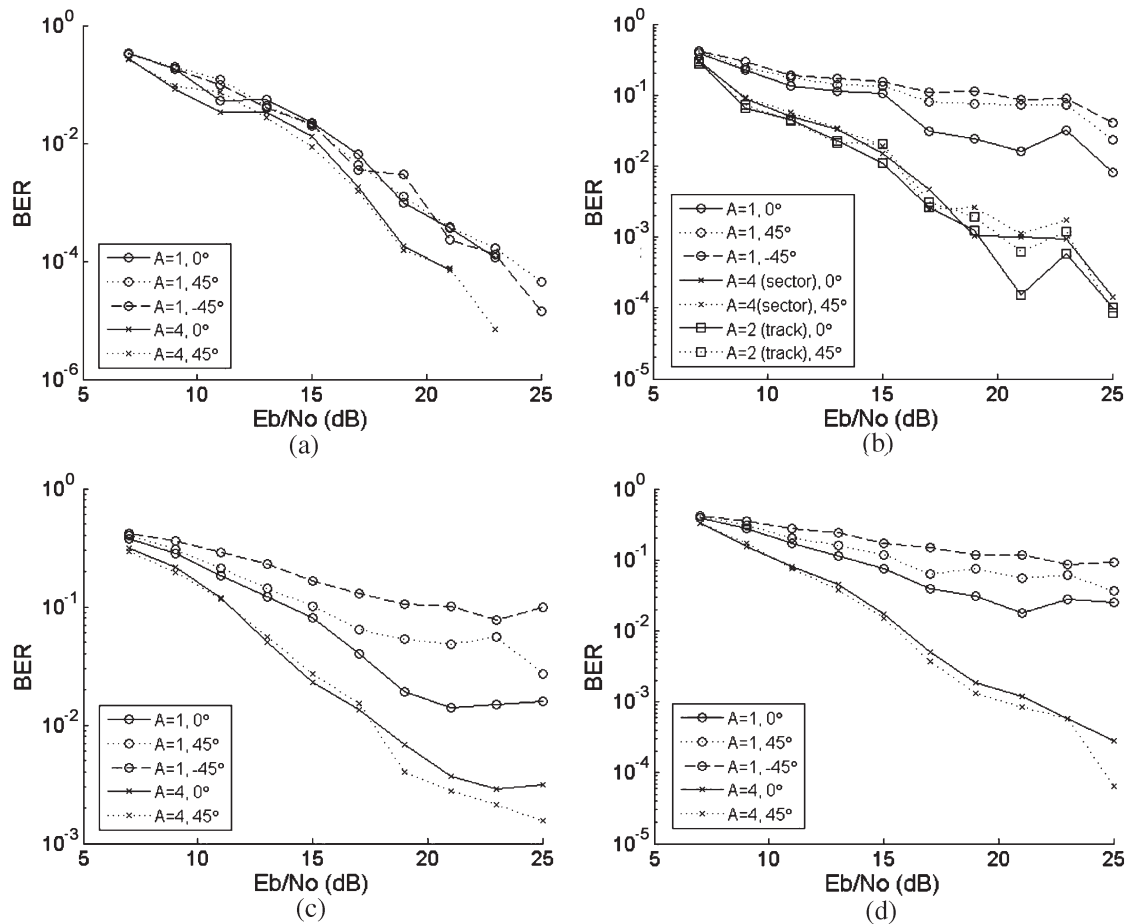 10^0
10^-2
10^-4
10^-6
BER
A=1, 0°
A=1, 45°
A=1, -45°
A=4, 0°
A=4, 45°
5 10 15 20 25
Eb/No (dB)
(a)
10^0
10^-1
10^-2
10^-3
10^-4
10^-5
BER
A=1, 0°
A=1, 45°
A=1, -45°
A=4 (sector), 0°
A=4(sector), 45°
A=2 (track), 0°
A=2 (track), 45°
5 10 15 20 25
Eb/No (dB)
(b)
10^0
10^-1
10^-2
10^-3
BER
A=1, 0°
A=1, 45°
A=1, -45°
A=4, 0°
A=4, 45°
5 10 15 20 25
Eb/No (dB)
(c)
10^0
10^-1
10^-2
10^-3
10^-4
10^-5
BER
A=1, 0°
A=1, 45°
A=1, -45°
A=4, 0°
A=4, 45°
5 10 15 20 25
Eb/No (dB)
(d)